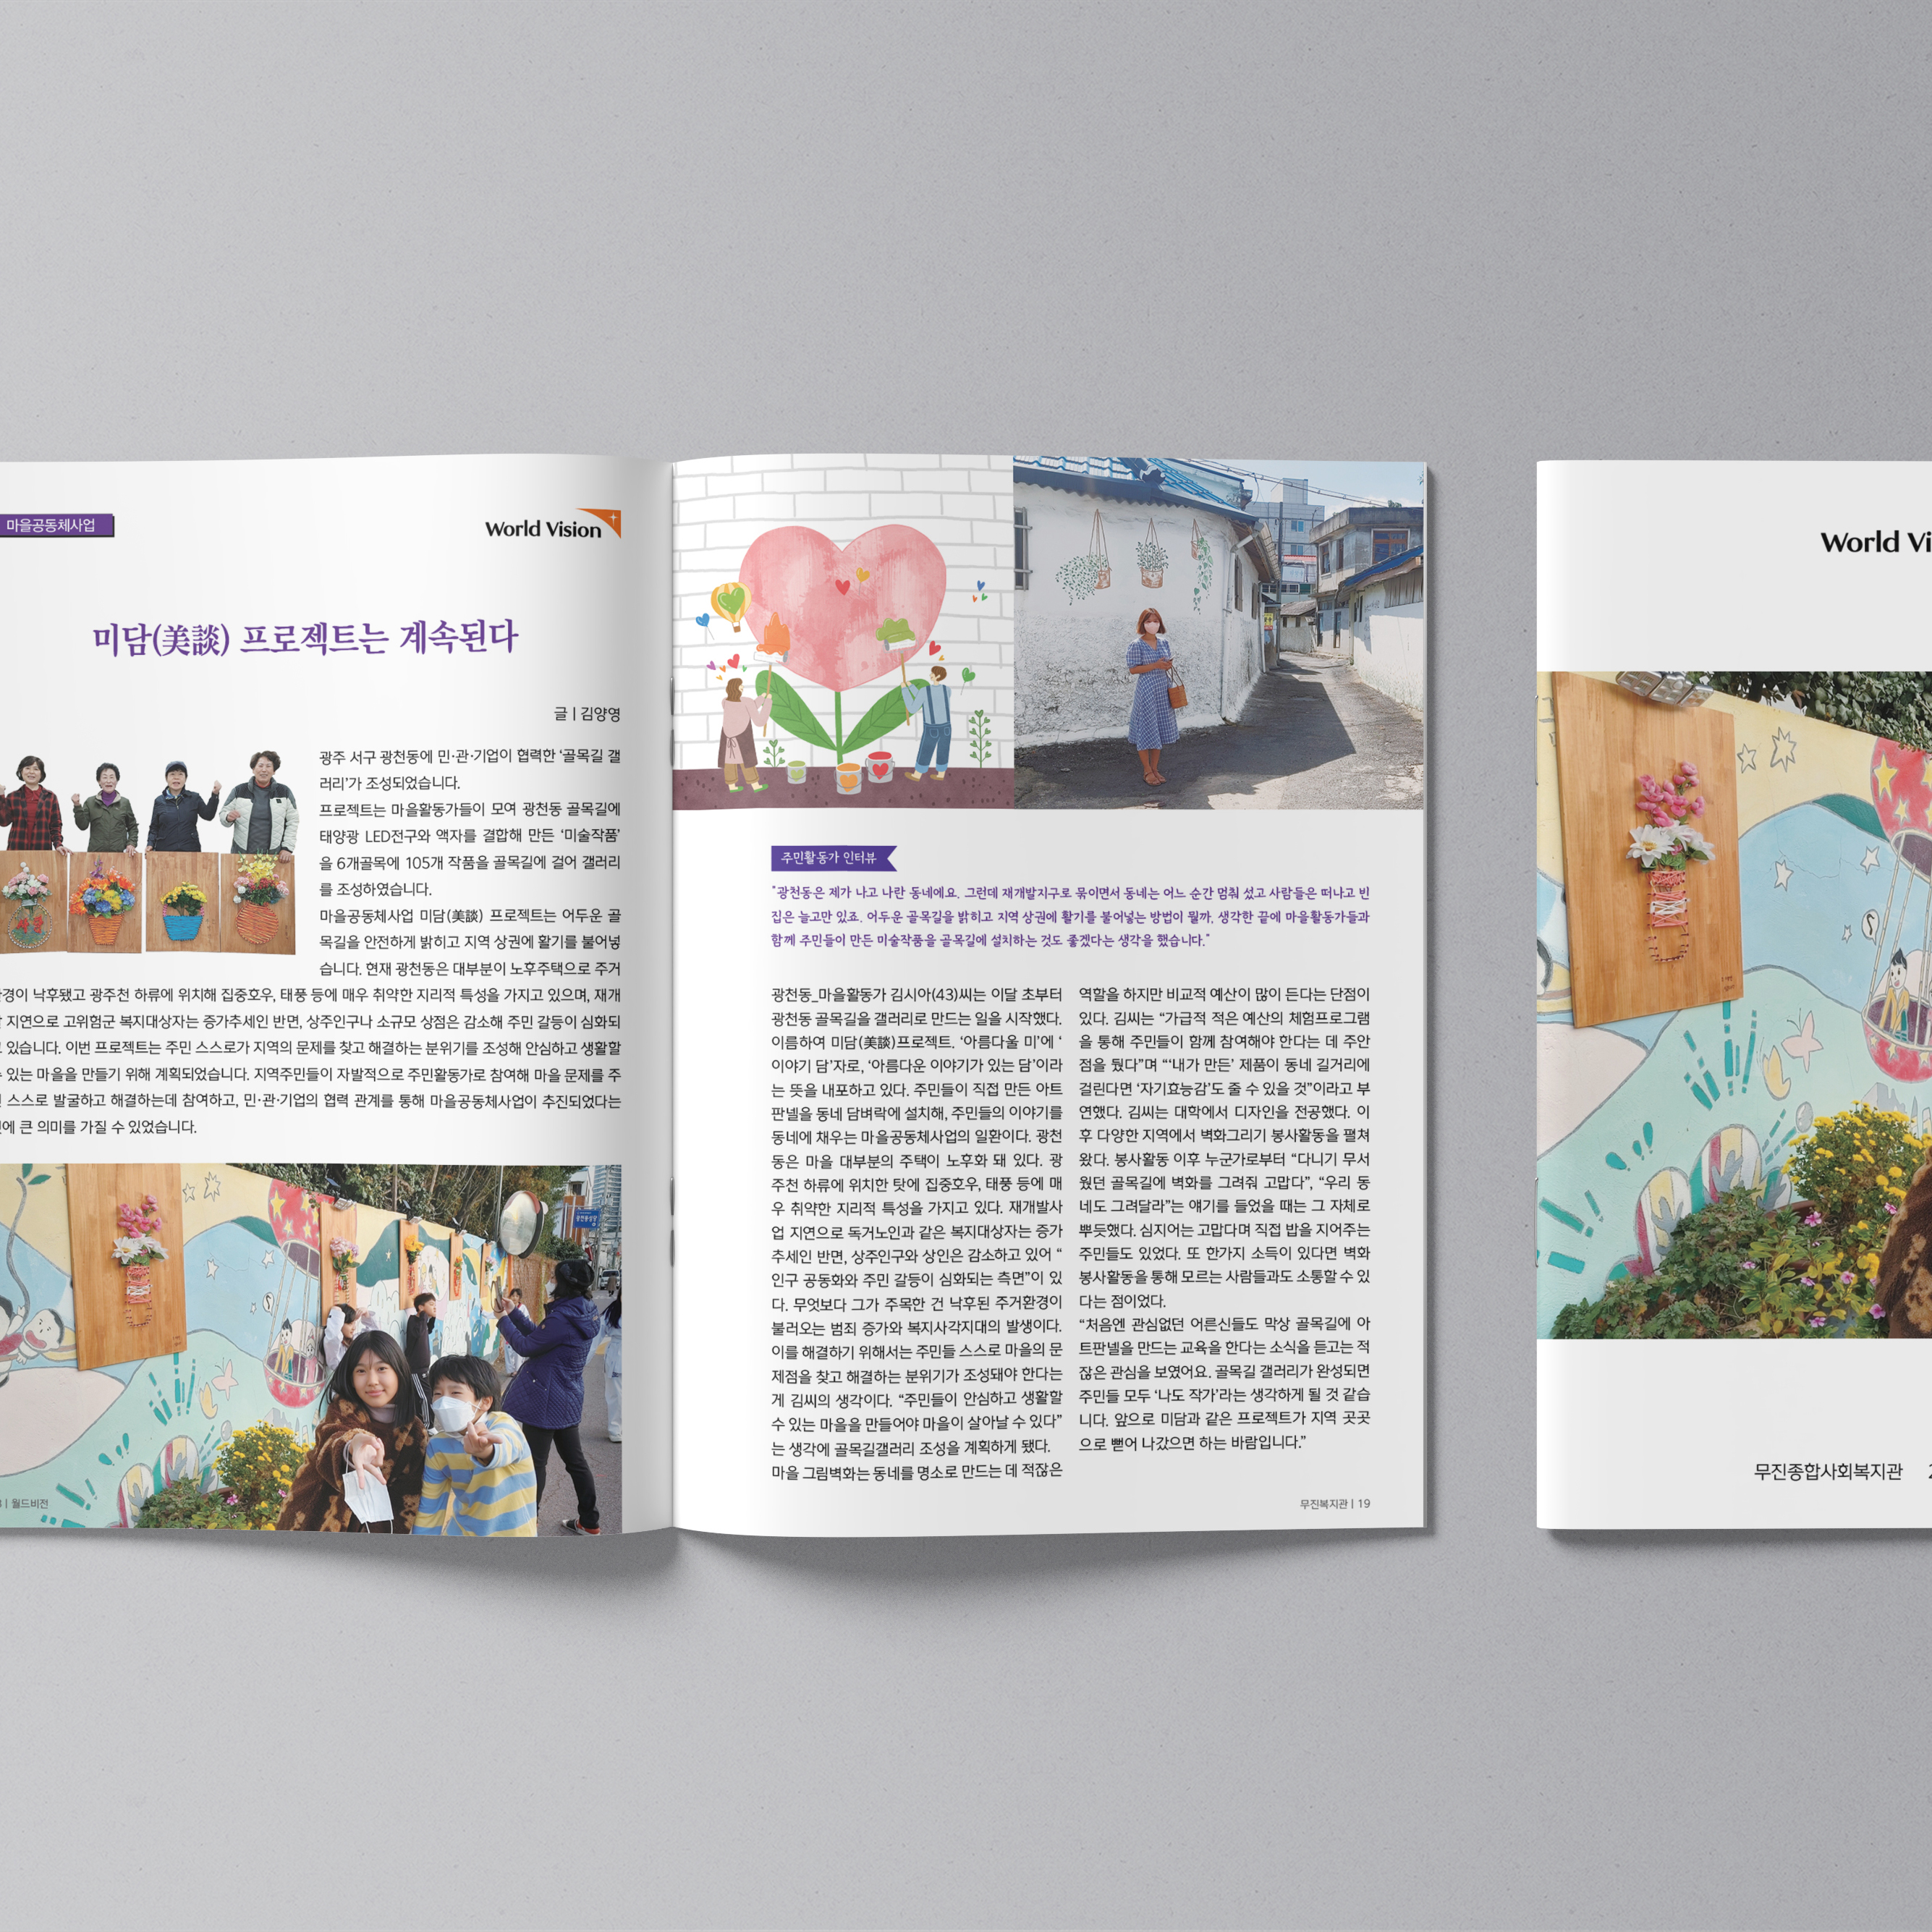 마을공동체사업
World Vision
미담(美談) 프로젝트는 계속된다
글 | 김양영
광주 서구 광천동에 민·관·기업이 협력한 ‘골목길 갤
러리’가 조성되었습니다.
프로젝트는 마을활동가들이 모여 광천동 골목길에
태양광 LED전구와 액자를 결합해 만든 ‘미술작품’
을 6개골목에 105개 작품을 골목길에 걸어 갤러리
를 조성하였습니다.
마을공동체사업 미담(美談) 프로젝트는 어두운 골
목길을 안전하게 밝히고 지역 상권에 활기를 불어넣
습니다. 현재 광천동은 대부분이 노후주택으로 주거
경이 낙후됐고 광주천 하류에 위치해 집중호우, 태풍 등에 매우 취약한 지리적 특성을 가지고 있으며, 재개
지연으로 고위험군 복지대상자는 증가추세인 반면, 상주인구나 소규모 상점은 감소해 주민 갈등이 심화되
있습니다. 이번 프로젝트는 주민 스스로가 지역의 문제를 찾고 해결하는 분위기를 조성해 안심하고 생활할
있는 마을을 만들기 위해 계획되었습니다. 지역주민들이 자발적으로 주민활동가로 참여해 마을 문제를 주
스스로 발굴하고 해결하는데 참여하고, 민·관·기업의 협력 관계를 통해 마을공동체사업이 추진되었다는
에 큰 의미를 가질 수 있었습니다.
| 월드비전
주민활동가 인터뷰
"광천동은 제가 나고 나란 동네에요. 그런데 재개발지구로 묶이면서 동네는 어느 순간 멈춰 섰고 사람들은 떠나고 빈
집은 늘고만 있죠. 어두운 골목길을 밝히고 지역 상권에 활기를 불어넣는 방법이 뭘까, 생각한 끝에 마을활동가들과
함께 주민들이 만든 미술작품을 골목길에 설치하는 것도 좋겠다는 생각을 했습니다."
광천동_마을활동가 김시아(43)씨는 이달 초부터
광천동 골목길을 갤러리로 만드는 일을 시작했다.
이름하여 미담(美談)프로젝트. ‘아름다울 미’에 ‘
이야기 담’자로, ‘아름다운 이야기가 있는 담’이라
는 뜻을 내포하고 있다. 주민들이 직접 만든 아트
판넬을 동네 담벼락에 설치해, 주민들의 이야기를
동네에 채우는 마을공동체사업의 일환이다. 광천
동은 마을 대부분의 주택이 노후화 돼 있다. 광
주천 하류에 위치한 탓에 집중호우, 태풍 등에 매
우 취약한 지리적 특성을 가지고 있다. 재개발사
업 지연으로 독거노인과 같은 복지대상자는 증가
추세인 반면, 상주인구와 상인은 감소하고 있어 “
인구 공동화와 주민 갈등이 심화되는 측면”이 있
다. 무엇보다 그가 주목한 건 낙후된 주거환경이
불러오는 범죄 증가와 복지사각지대의 발생이다.
이를 해결하기 위해서는 주민들 스스로 마을의 문
제점을 찾고 해결하는 분위기가 조성돼야 한다는
게 김씨의 생각이다. “주민들이 안심하고 생활할
수 있는 마을을 만들어야 마을이 살아날 수 있다”
는 생각에 골목길갤러리 조성을 계획하게 됐다.
마을 그림벽화는 동네를 명소로 만드는 데 적잖은
역할을 하지만 비교적 예산이 많이 든다는 단점이
있다. 김씨는 “가급적 적은 예산의 체험프로그램
을 통해 주민들이 함께 참여해야 한다는 데 주안
점을 뒀다”며 “‘내가 만든’ 제품이 동네 길거리에
걸린다면 ‘자기효능감’도 줄 수 있을 것”이라고 부
연했다. 김씨는 대학에서 디자인을 전공했다. 이
후 다양한 지역에서 벽화그리기 봉사활동을 펼쳐
왔다. 봉사활동 이후 누군가로부터 “다니기 무서
웠던 골목길에 벽화를 그려줘 고맙다”, “우리 동
네도 그려달라”는 얘기를 들었을 때는 그 자체로
뿌듯했다. 심지어는 고맙다며 직접 밥을 지어주는
주민들도 있었다. 또 한가지 소득이 있다면 벽화
봉사활동을 통해 모르는 사람들과도 소통할 수 있
다는 점이었다.
“처음엔 관심없던 어른신들도 막상 골목길에 아
트판넬을 만드는 교육을 한다는 소식을 듣고는 적
잖은 관심을 보였어요. 골목길 갤러리가 완성되면
주민들 모두 ‘나도 작가’라는 생각하게 될 것 같습
니다. 앞으로 미담과 같은 프로젝트가 지역 곳곳
으로 뻗어 나갔으면 하는 바람입니다.”
무진복지관 | 19
World Vi
무진종합사회복지관 2